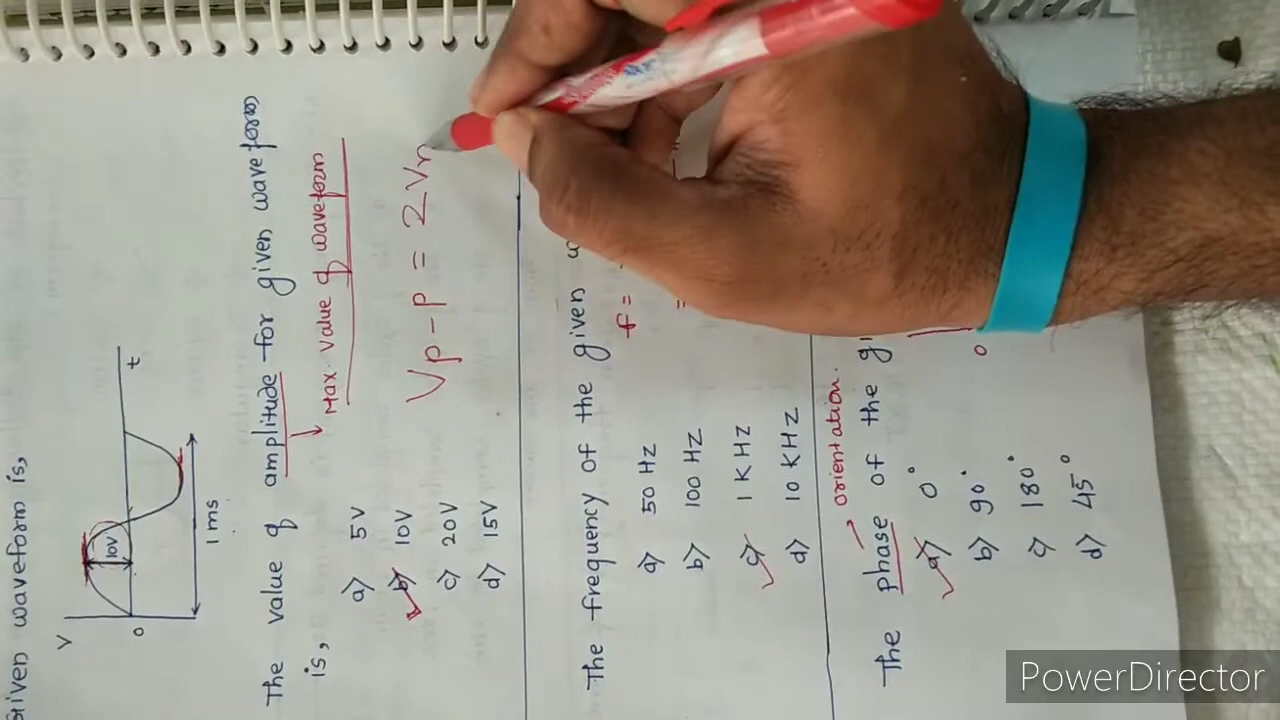 Given waveform is,
V
10V
0
t
1 ms
The value of amplitude for given waveform
is,
Max. Value of waveform
a) 5V
b) 10V
c) 20V
d) 15V
Vp-p = 2V
The frequency of the given
a) 50 Hz
b) 100 Hz
c) 1 KHz
d) 10 KHz
f =
=
orientation.
The phase of the
a) 0°
b) 90°
c) 180°
d) 45°
0
PowerDirector